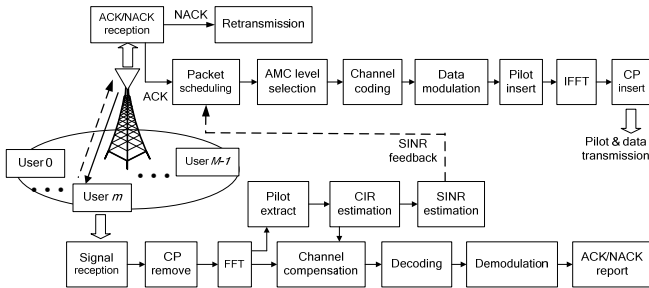 ACK/NACK
reception
NACK
Retransmission
ACK
Packet
scheduling
AMC level
selection
Channel
coding
Data
modulation
Pilot
insert
IFFT
CP
insert
Pilot & data
transmission
SINR
feedback
User 0
User M-1
User m
Pilot
extract
CIR
estimation
SINR
estimation
Signal
reception
CP
remove
FFT
Channel
compensation
Decoding
Demodulation
ACK/NACK
report